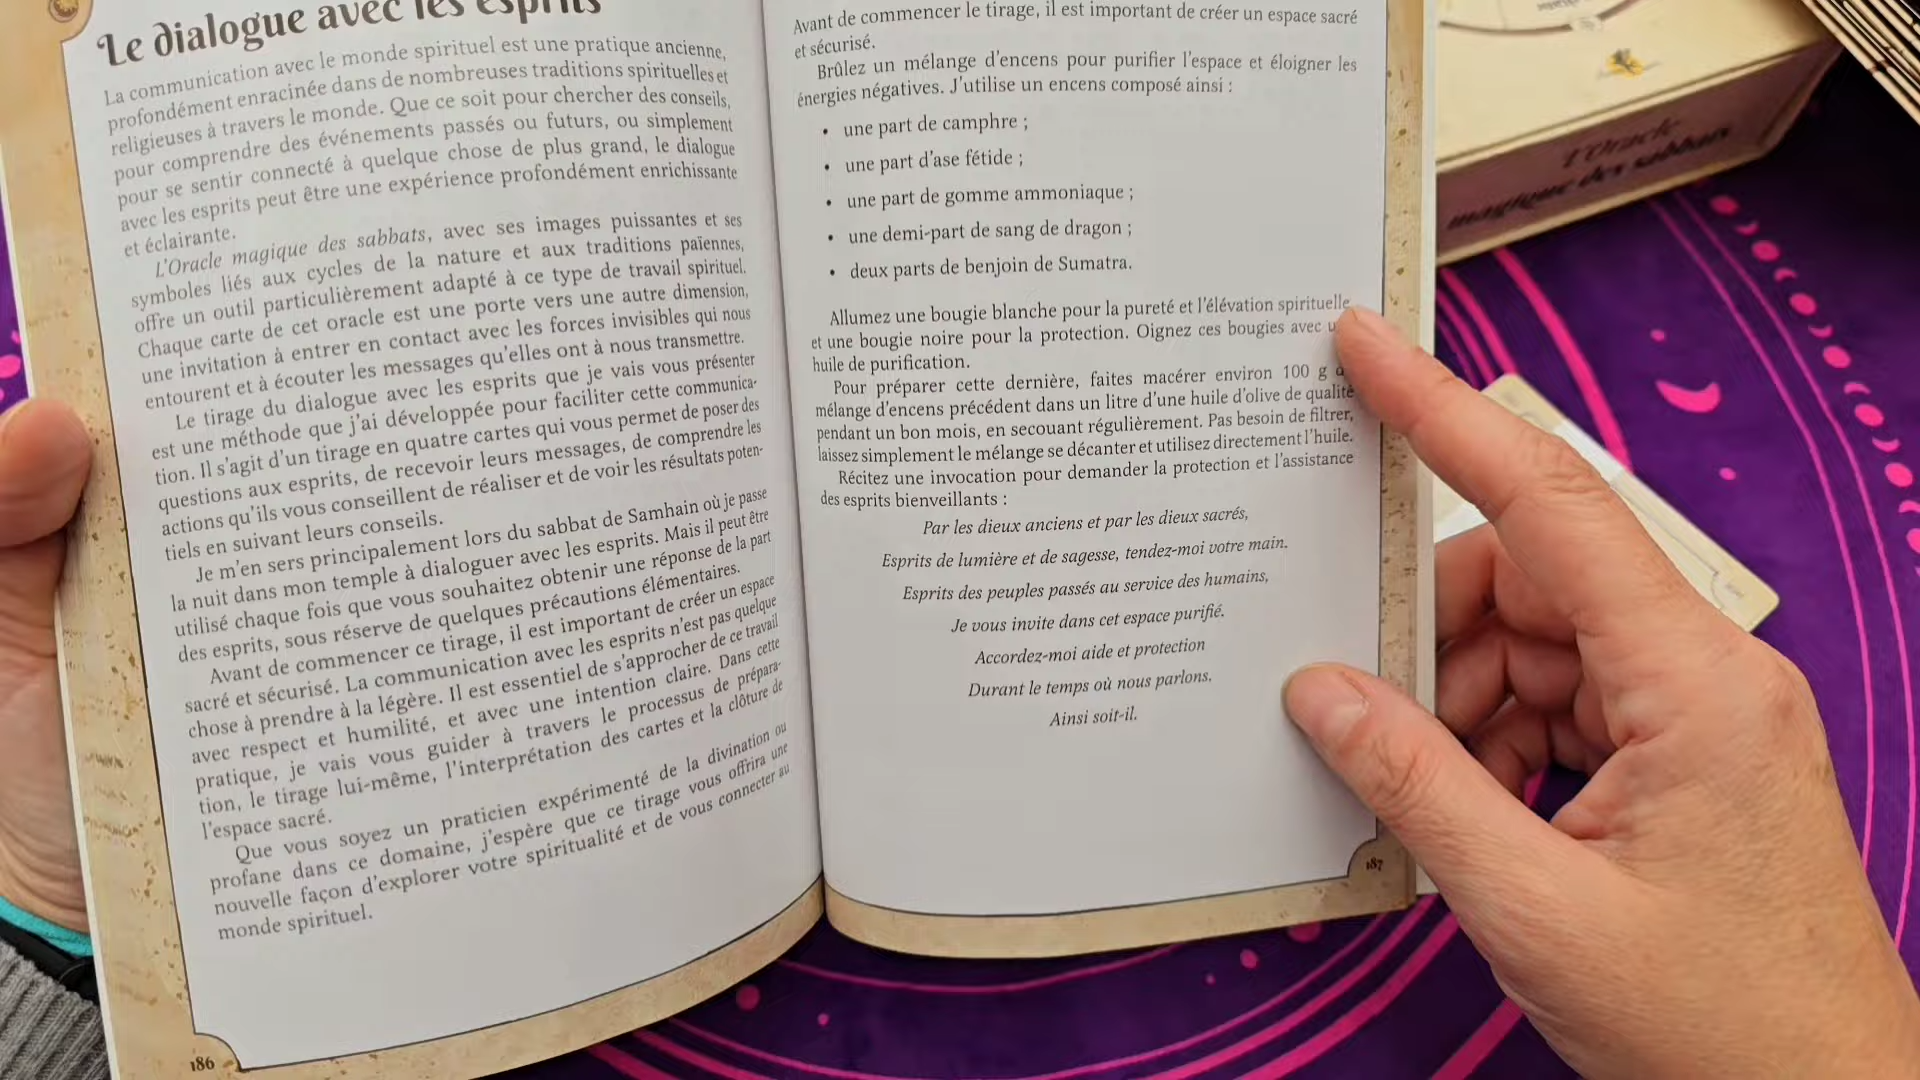 Le dialogue avec les esprits
La communication avec le monde spirituel est une pratique ancienne,
profondément enracinée dans de nombreuses traditions spirituelles et
religieuses à travers le monde. Que ce soit pour chercher des conseils,
pour comprendre des événements passés ou futurs, ou simplement
pour se sentir connecté à quelque chose de plus grand, le dialogue
avec les esprits peut être une expérience profondément enrichissante
et éclairante.
L'Oracle magique des sabbats, avec ses images puissantes et ses
symboles liés aux cycles de la nature et aux traditions païennes,
offre un outil particulièrement adapté à ce type de travail spirituel.
Chaque carte de cet oracle est une porte vers une autre dimension,
une invitation à entrer en contact avec les forces invisibles qui nous
entourent et à écouter les messages qu'elles ont à nous transmettre.
Le tirage du dialogue avec les esprits que je vais vous présenter
est une méthode que j'ai développée pour faciliter cette communica-
tion. Il s'agit d'un tirage en quatre cartes qui vous permet de poser des
questions aux esprits, de recevoir leurs messages, de comprendre les
actions qu'ils vous conseillent de réaliser et de voir les résultats poten-
tiels en suivant leurs conseils.
Je m'en sers principalement lors du sabbat de Samhain où je passe
la nuit dans mon temple à dialoguer avec les esprits. Mais il peut être
utilisé chaque fois que vous souhaitez obtenir une réponse de la part
des esprits, sous réserve de quelques précautions élémentaires.
Avant de commencer ce tirage, il est important de créer un espace
sacré et sécurisé. La communication avec les esprits n'est pas quelque
chose à prendre à la légère. Il est essentiel de s'approcher de ce travail
avec respect et humilité, et avec une intention claire. Dans cette
pratique, je vais vous guider à travers le processus de prépara-
tion, le tirage lui-même, l'interprétation des cartes et la clôture de
l'espace sacré.
Que vous soyez un praticien expérimenté de la divination ou
profane dans ce domaine, j'espère que ce tirage vous offrira une
nouvelle façon d'explorer votre spiritualité et de vous connecter au
monde spirituel.
186
Avant de commencer le tirage, il est important de créer un espace sacré
et sécurisé.
Brûlez un mélange d'encens pour purifier l'espace et éloigner les
énergies négatives. J'utilise un encens composé ainsi :
• une part de camphre ;
• une part d'ase fétide ;
• une part de gomme ammoniaque ;
• une demi-part de sang de dragon ;
• deux parts de benjoin de Sumatra.
Allumez une bougie blanche pour la pureté et l'élévation spirituelle
et une bougie noire pour la protection. Oignez ces bougies avec
huile de purification.
Pour préparer cette dernière, faites macérer environ 100 g
mélange d'encens précédent dans un litre d'une huile d'olive de qualité
pendant un bon mois, en secouant régulièrement. Pas besoin de filtrer,
laissez simplement le mélange se décanter et utilisez directement l'huile.
Récitez une invocation pour demander la protection et l'assistance
des esprits bienveillants :
Par les dieux anciens et par les dieux sacrés,
Esprits de lumière et de sagesse, tendez-moi votre main.
Esprits des peuples passés au service des humains,
Je vous invite dans cet espace purifié.
Accordez-moi aide et protection
Durant le temps où nous parlons.
Ainsi soit-il.
187
L'Oracle
magique des sabbats